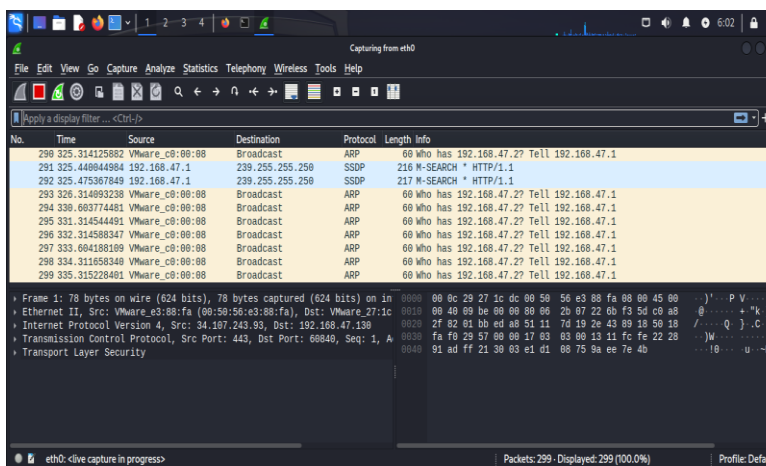 1 2 3 4 6:02
Capturing from eth0
File Edit View Go Capture Analyze Statistics Telephony Wireless Tools Help
Apply a display filter ... <Ctrl-/>
No. Time Source Destination Protocol Length Info
290 325.314125882 VMware_c0:00:08 Broadcast ARP 60 Who has 192.168.47.2? Tell 192.168.47.1
291 325.440044984 192.168.47.1 239.255.255.250 SSDP 216 M-SEARCH * HTTP/1.1
292 325.475367849 192.168.47.1 239.255.255.250 SSDP 217 M-SEARCH * HTTP/1.1
293 326.314093238 VMware_c0:00:08 Broadcast ARP 60 Who has 192.168.47.2? Tell 192.168.47.1
294 330.603774481 VMware_c0:00:08 Broadcast ARP 60 Who has 192.168.47.2? Tell 192.168.47.1
295 331.314544491 VMware_c0:00:08 Broadcast ARP 60 Who has 192.168.47.2? Tell 192.168.47.1
296 332.314588347 VMware_c0:00:08 Broadcast ARP 60 Who has 192.168.47.2? Tell 192.168.47.1
297 333.604188109 VMware_c0:00:08 Broadcast ARP 60 Who has 192.168.47.2? Tell 192.168.47.1
298 334.311658340 VMware_c0:00:08 Broadcast ARP 60 Who has 192.168.47.2? Tell 192.168.47.1
299 335.315228401 VMware_c0:00:08 Broadcast ARP 60 Who has 192.168.47.2? Tell 192.168.47.1
Frame 1: 78 bytes on wire (624 bits), 78 bytes captured (624 bits) on in
Ethernet II, Src: VMware_e3:88:fa (00:50:56:e3:88:fa), Dst: VMware_27:1c
Internet Protocol Version 4, Src: 34.107.243.93, Dst: 192.168.47.130
Transmission Control Protocol, Src Port: 443, Dst Port: 60840, Seq: 1, A
Transport Layer Security
0000 00 0c 29 27 1c dc 00 50 56 e3 88 fa 08 00 45 00 ··)'···P V·····
0010 00 40 09 be 00 00 80 06 2b 07 22 6b f3 5d c0 a8 ·@······ +·"k
0020 2f 82 01 bb ed a8 51 11 7d 19 2e 43 89 18 50 18 /·····Q· }·.C·
0030 fa f0 29 57 00 00 17 03 03 00 13 11 fc fe 22 28 ··)W····
0040 91 ad ff 21 30 03 e1 d1 08 75 9a ee 7e 4b ···!0··· ·u··~
eth0: <live capture in progress> Packets: 299 · Displayed: 299 (100.0%) Profile: Defa